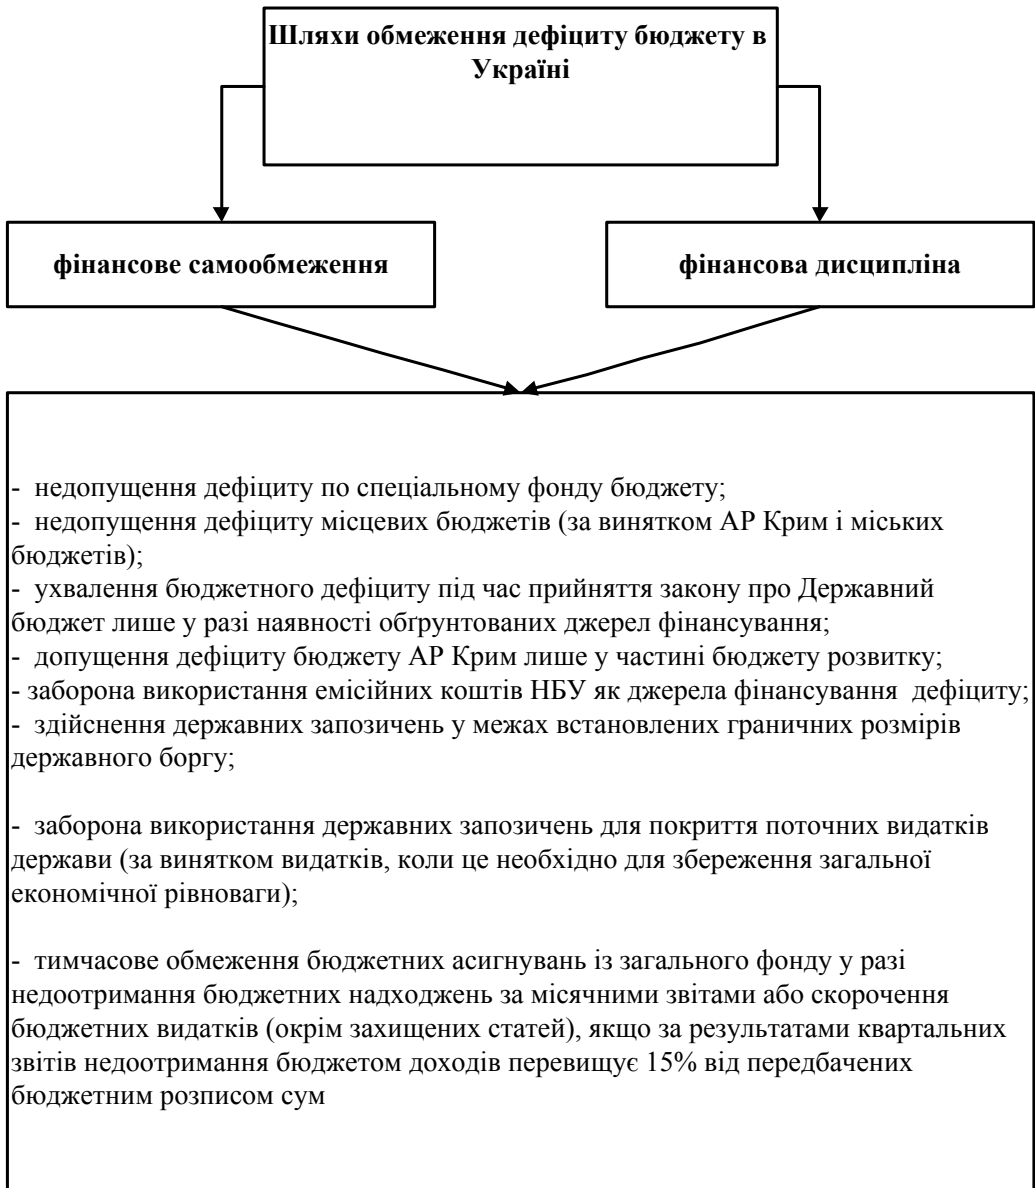 Шляхи обмеження дефіциту бюджету в
Україні
фінансове самообмеження
фінансова дисципліна
- недопущення дефіциту по спеціальному фонду бюджету;
- недопущення дефіциту місцевих бюджетів (за винятком АР Крим і міських
бюджетів);
- ухвалення бюджетного дефіциту під час прийняття закону про Державний
бюджет лише у разі наявності обґрунтованих джерел фінансування;
- допущення дефіциту бюджету АР Крим лише у частині бюджету розвитку;
- заборона використання емісійних коштів НБУ як джерела фінансування дефіциту;
- здійснення державних запозичень у межах встановлених граничних розмірів
державного боргу;
- заборона використання державних запозичень для покриття поточних видатків
держави (за винятком видатків, коли це необхідно для збереження загальної
економічної рівноваги);
- тимчасове обмеження бюджетних асигнувань із загального фонду у разі
недоотримання бюджетних надходжень за місячними звітами або скорочення
бюджетних видатків (окрім захищених статей), якщо за результатами квартальних
звітів недоотримання бюджетом доходів перевищує 15% від передбачених
бюджетним розписом сум